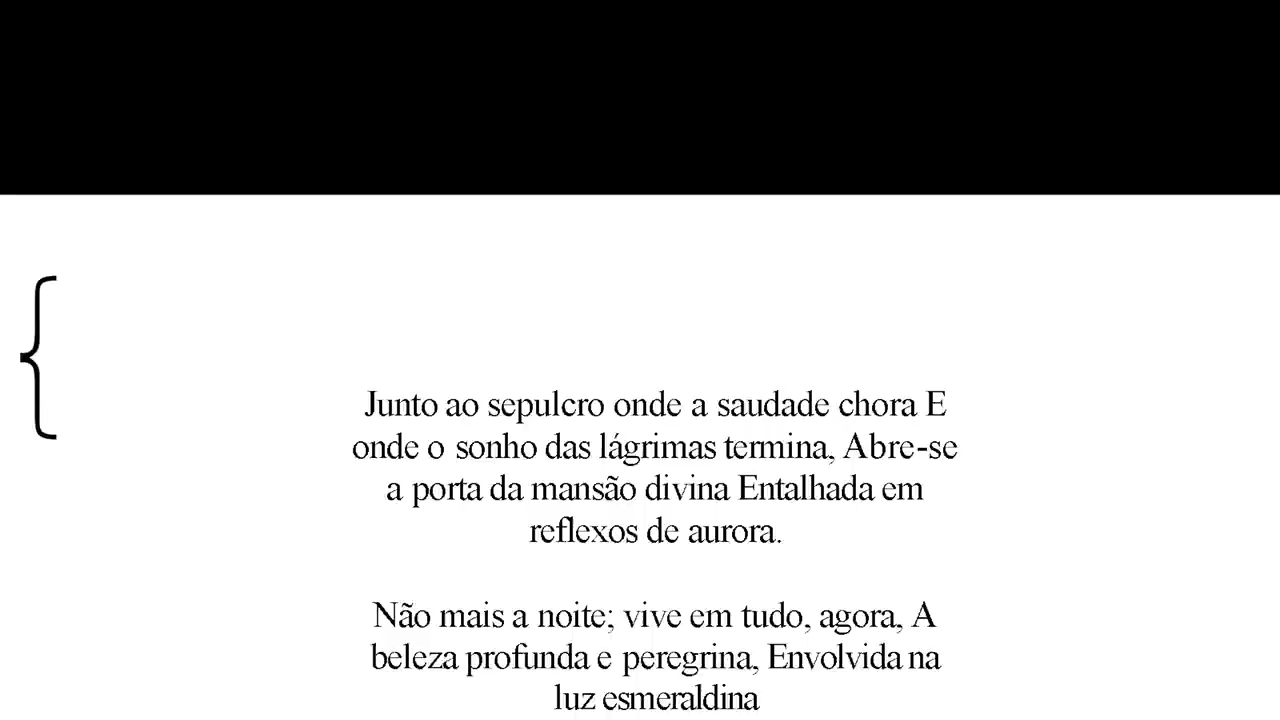 Junto ao sepulcro onde a saudade chora E
onde o sonho das lágrimas termina, Abre-se
a porta da mansão divina Entalhada em
reflexos de aurora.
Não mais a noite; vive em tudo, agora, A
beleza profunda e peregrina, Envolvida na
luz esmeraldina